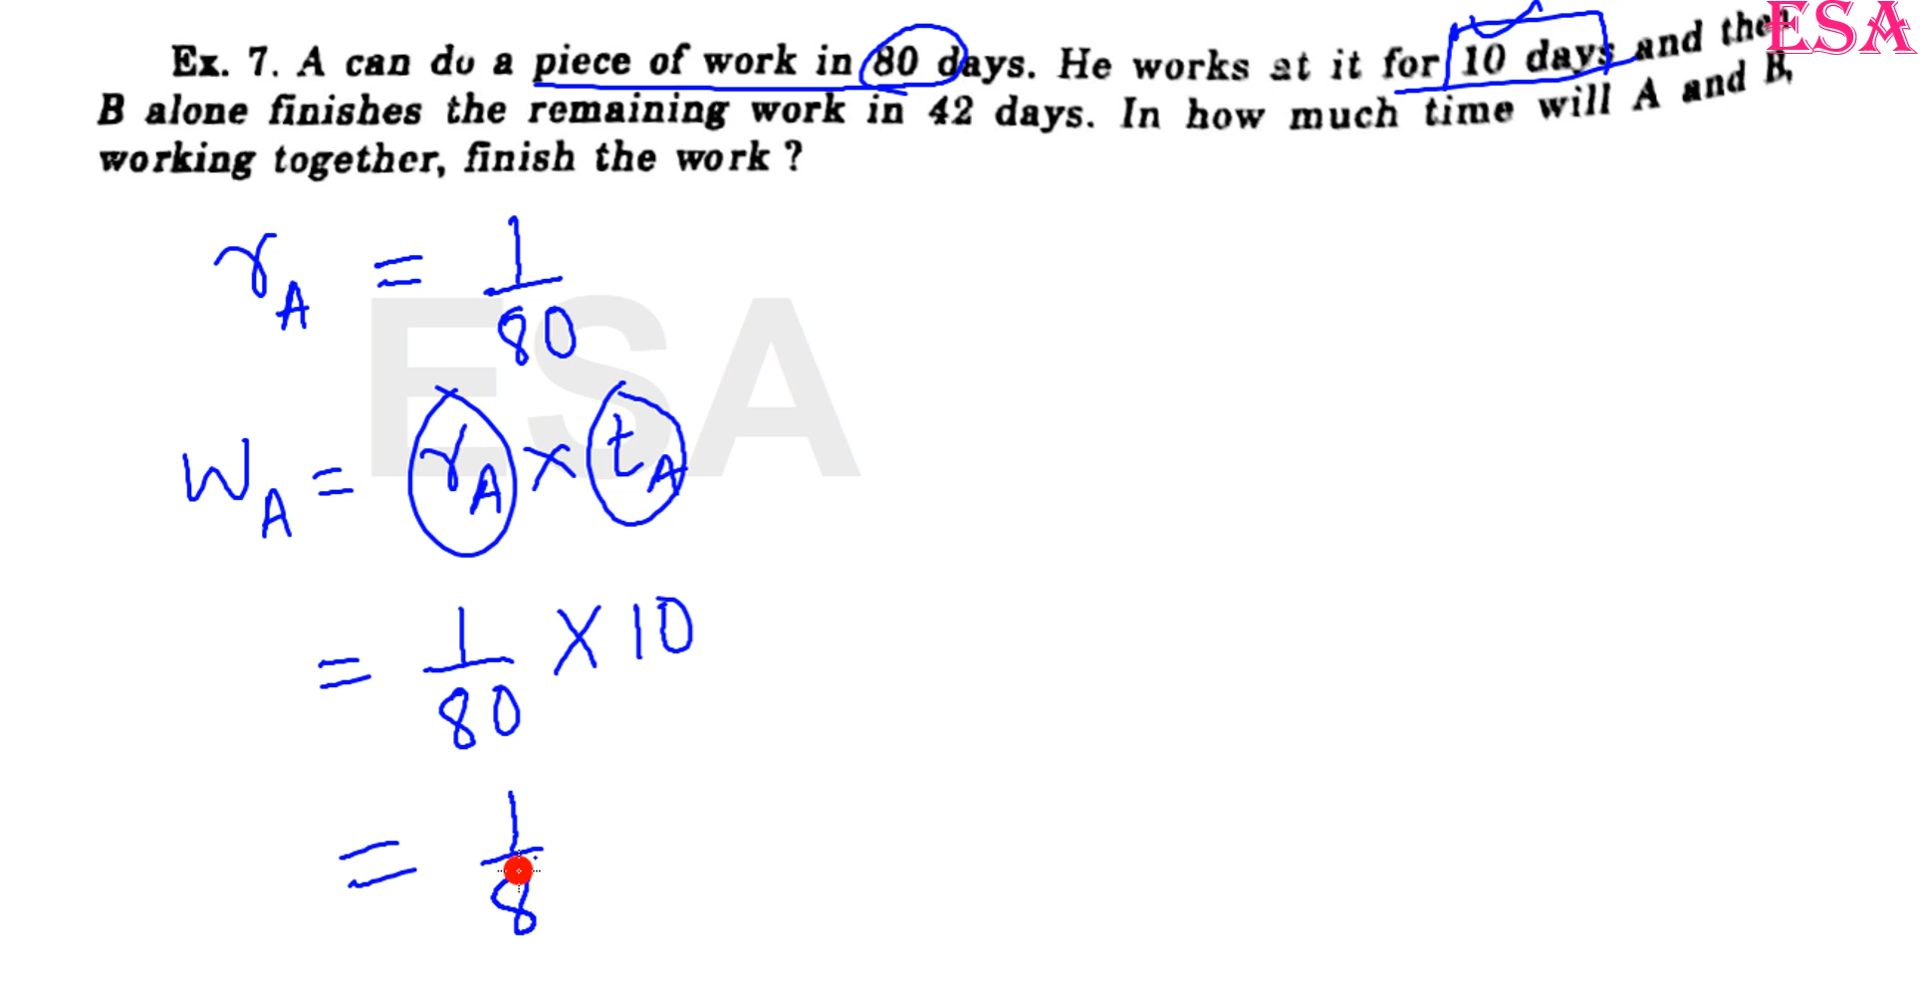 ESA
Ex. 7. A can do a piece of work in 80 days. He works at it for 10 days and then
B alone finishes the remaining work in 42 days. In how much time will A and B,
working together, finish the work ?
ESA
r_A = 1/80
W_A = r_A × t_A
= 1/80 × 10
= 1/8